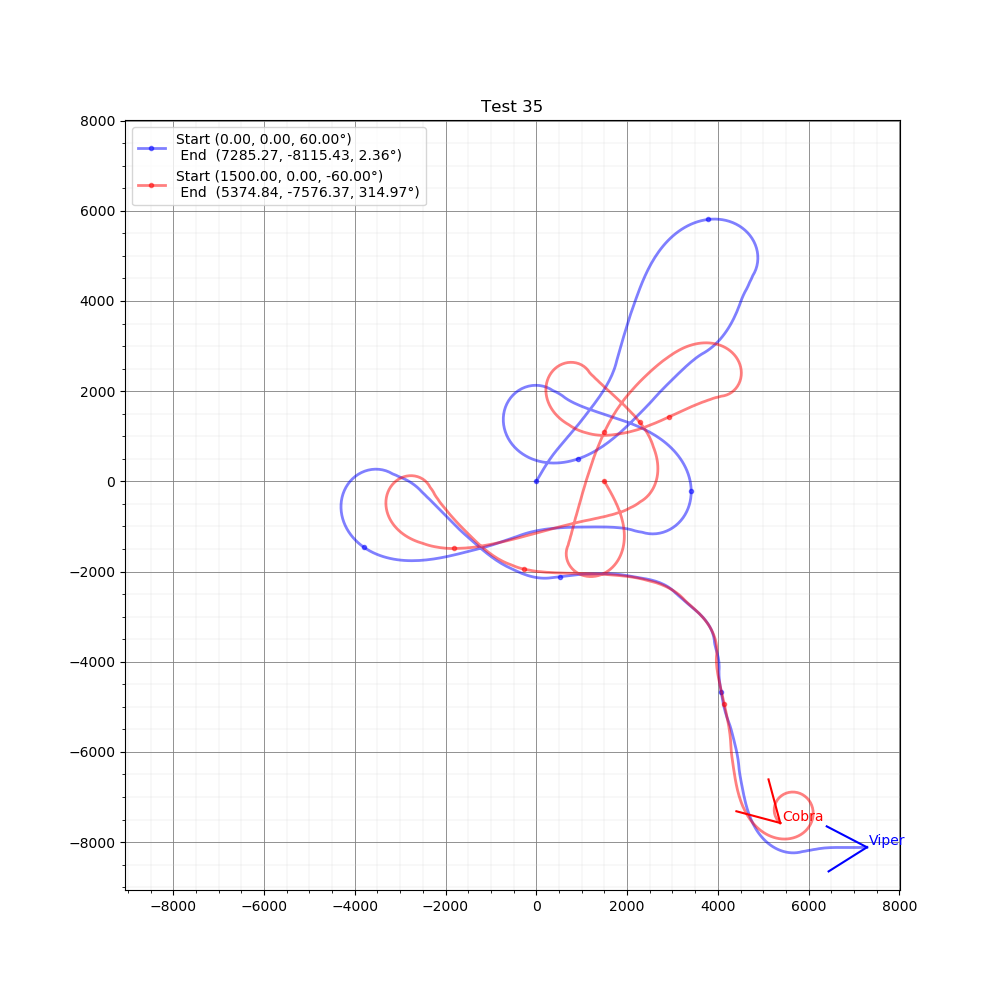 Test 35
Start (0.00, 0.00, 60.00°)
End (7285.27, -8115.43, 2.36°)
Start (1500.00, 0.00, -60.00°)
End (5374.84, -7576.37, 314.97°)
8000
6000
4000
2000
0
−2000
−4000
−6000
−8000
Cobra
Viper
−8000 −6000 −4000 −2000 0 2000 4000 6000 8000